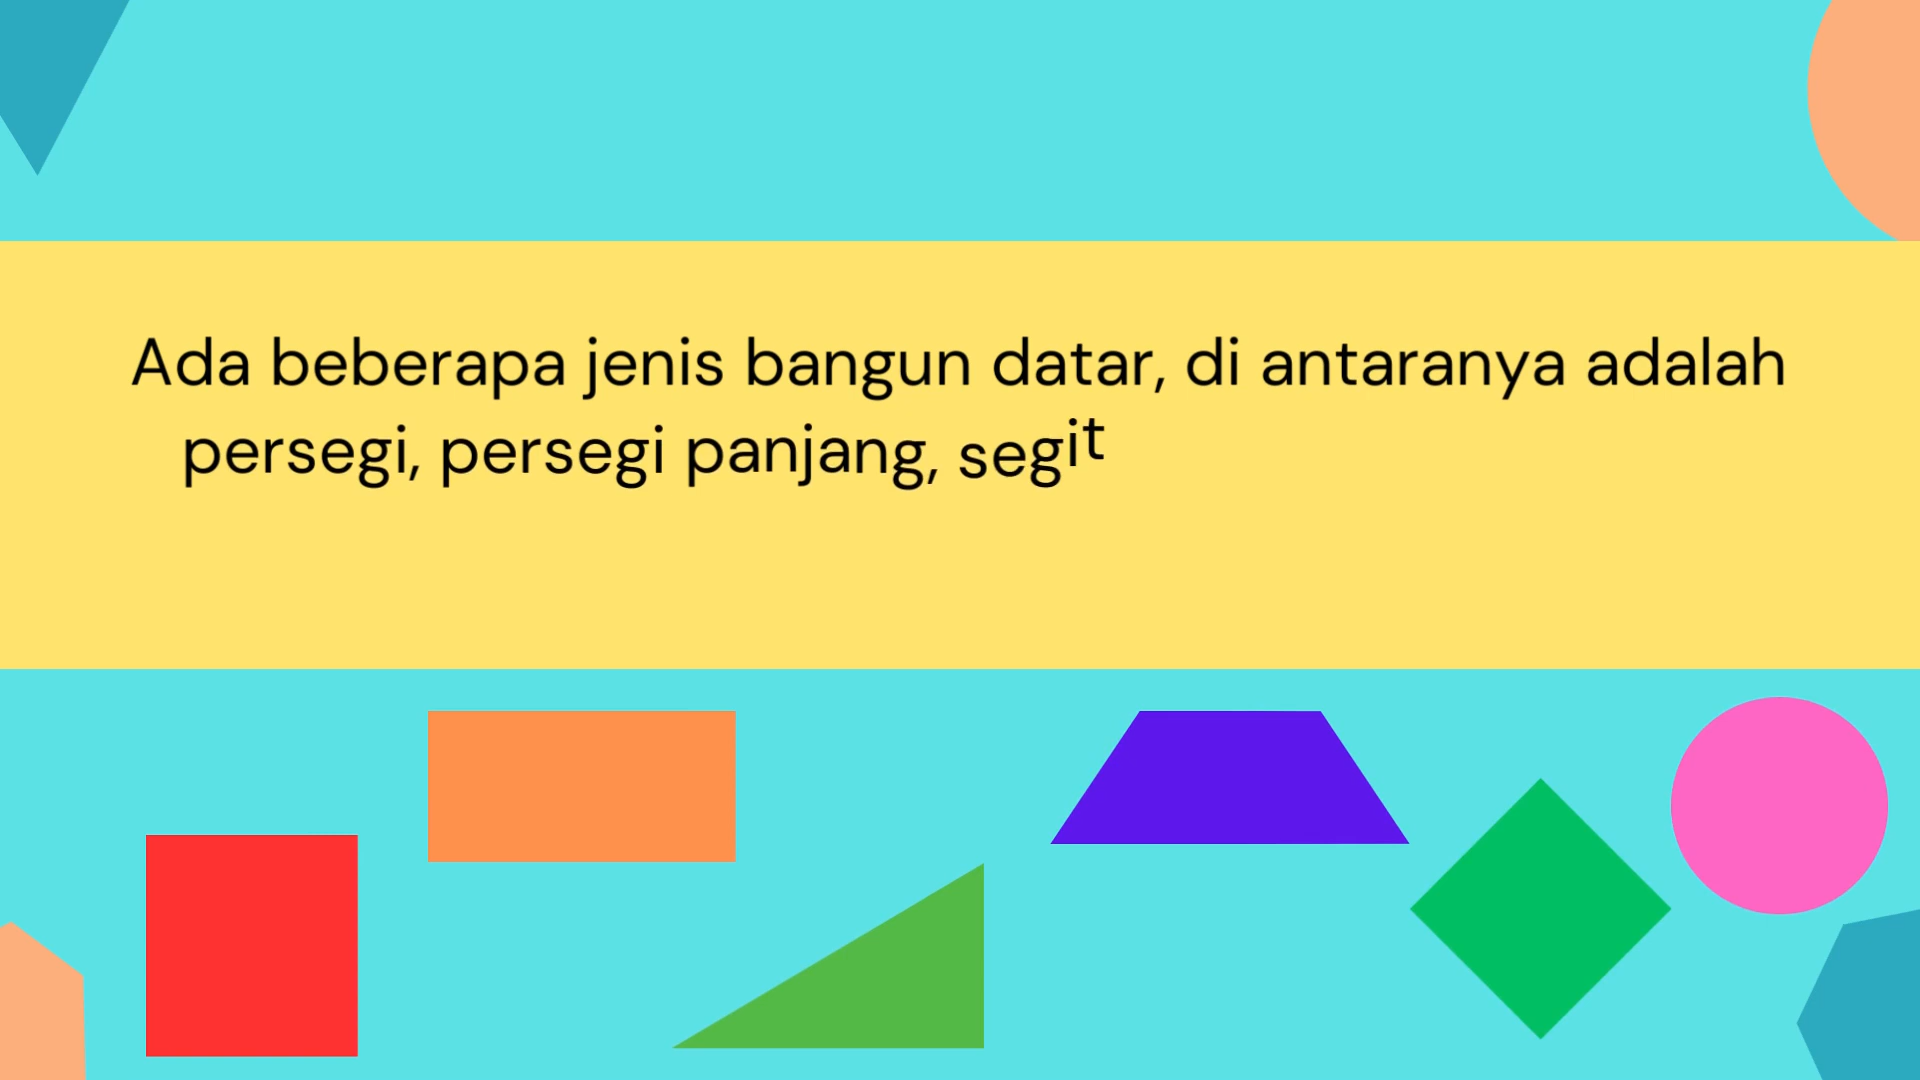 Ada beberapa jenis bangun datar, di antaranya adalah
persegi, persegi panjang, segit